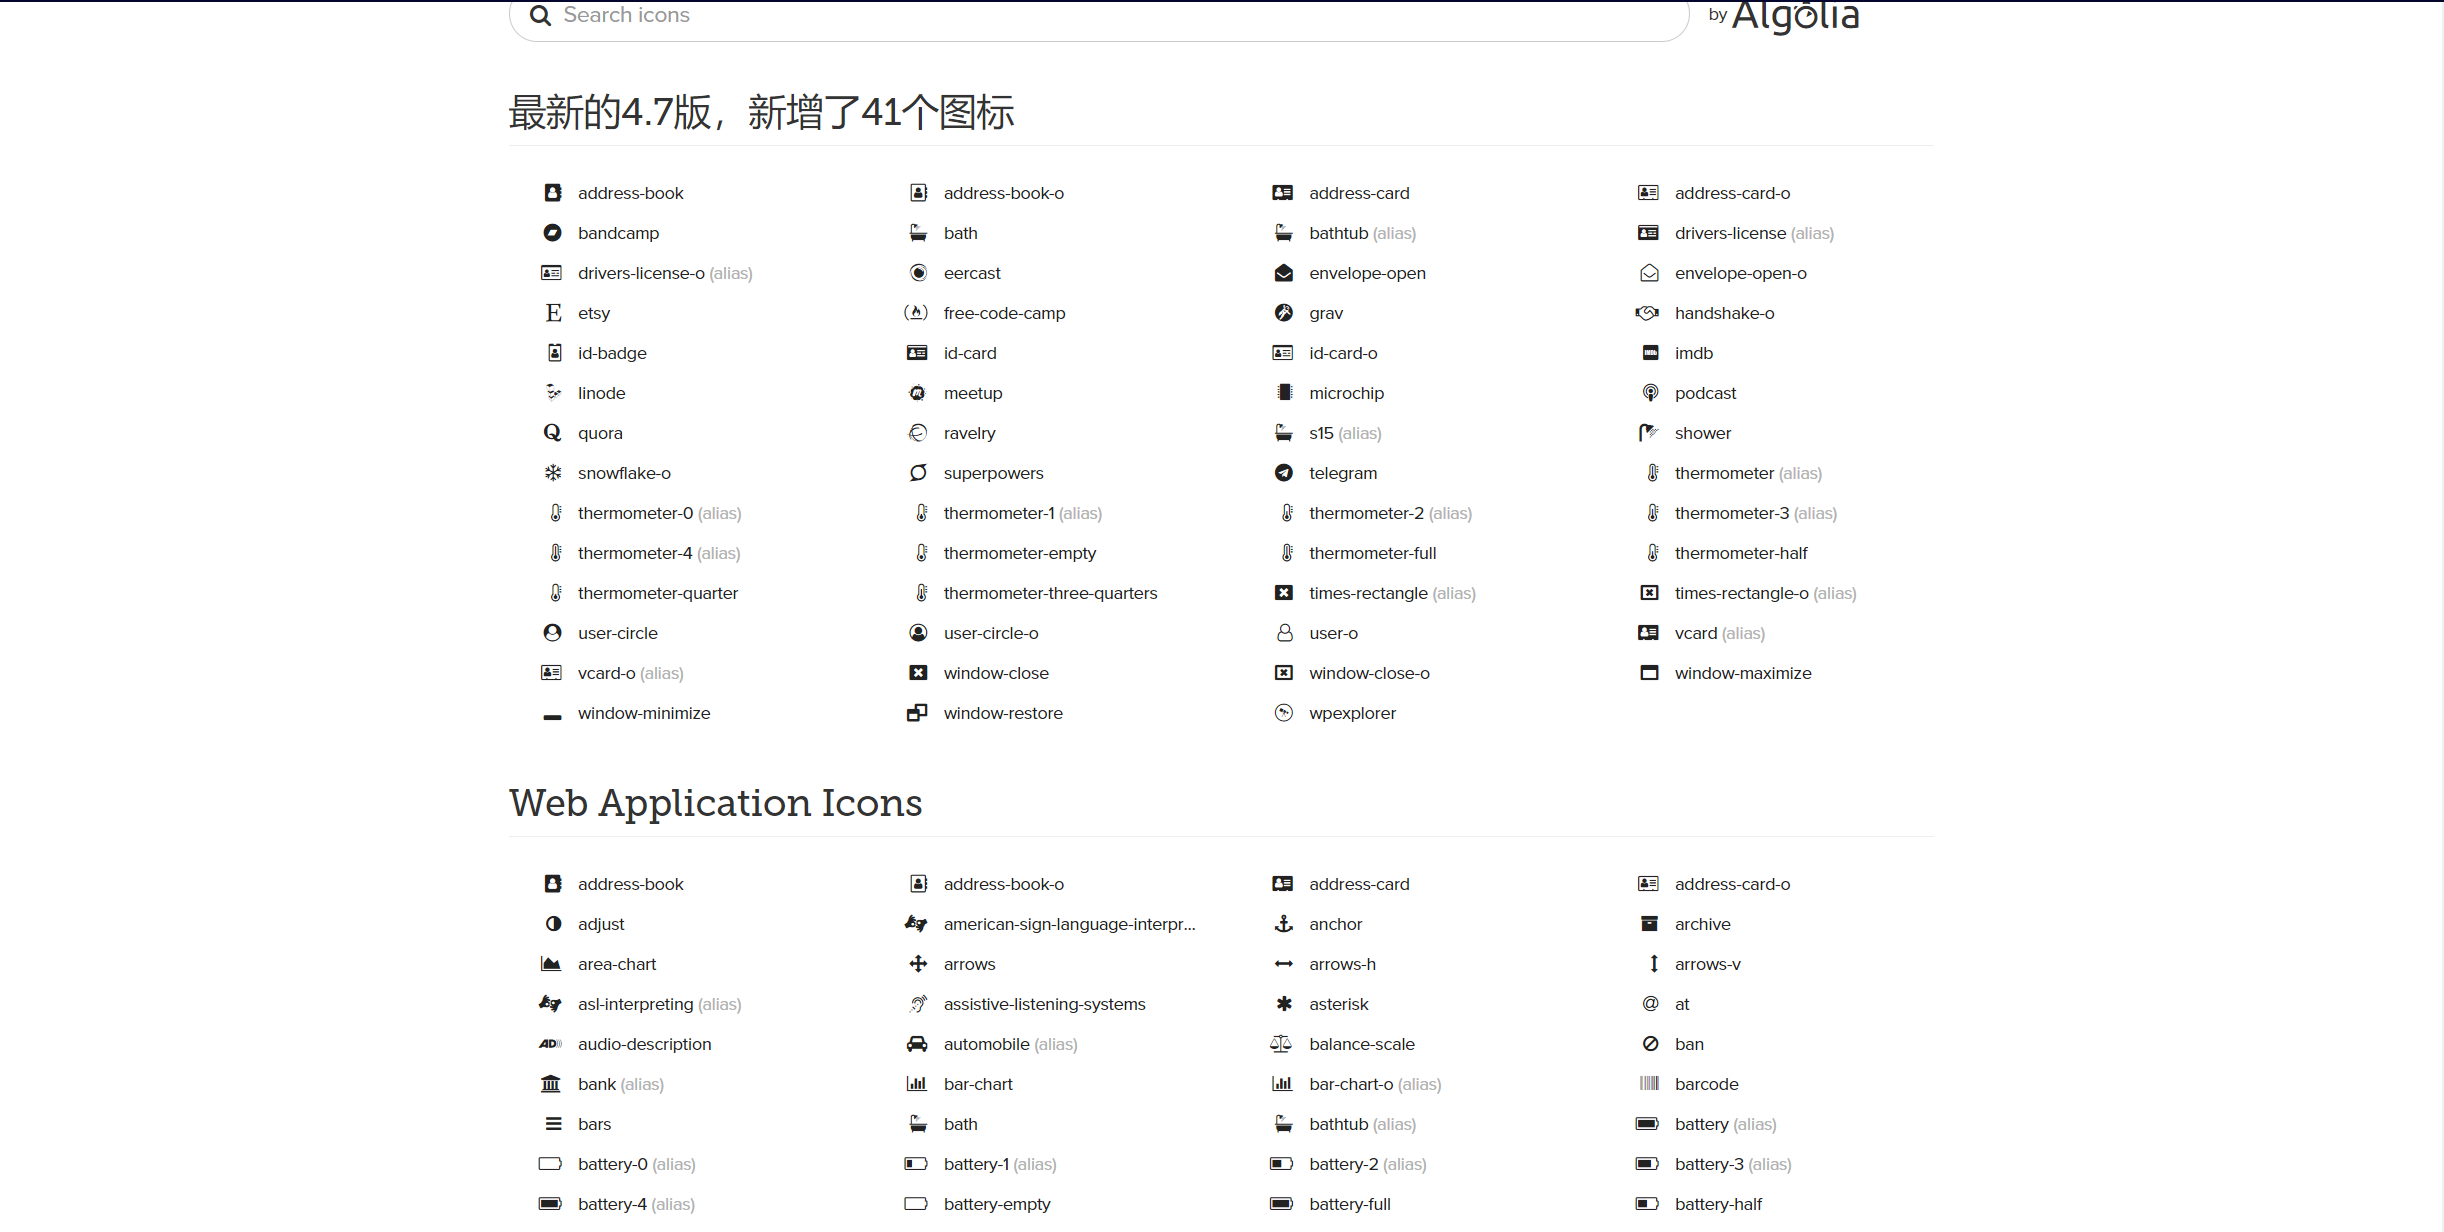 Search icons by Algolia
最新的4.7版，新增了41个图标
address-book address-book-o address-card address-card-o
bandcamp bath bathtub (alias) drivers-license (alias)
drivers-license-o (alias) eercast envelope-open envelope-open-o
etsy free-code-camp grav handshake-o
id-badge id-card id-card-o imdb
linode meetup microchip podcast
quora ravelry s15 (alias) shower
snowflake-o superpowers telegram thermometer (alias)
thermometer-0 (alias) thermometer-1 (alias) thermometer-2 (alias) thermometer-3 (alias)
thermometer-4 (alias) thermometer-empty thermometer-full thermometer-half
thermometer-quarter thermometer-three-quarters times-rectangle (alias) times-rectangle-o (alias)
user-circle user-circle-o user-o vcard (alias)
vcard-o (alias) window-close window-close-o window-maximize
window-minimize window-restore wpexplorer
Web Application Icons
address-book address-book-o address-card address-card-o
adjust american-sign-language-interpr... anchor archive
area-chart arrows arrows-h arrows-v
asl-interpreting (alias) assistive-listening-systems asterisk at
audio-description automobile (alias) balance-scale ban
bank (alias) bar-chart bar-chart-o (alias) barcode
bars bath bathtub (alias) battery (alias)
battery-0 (alias) battery-1 (alias) battery-2 (alias) battery-3 (alias)
battery-4 (alias) battery-empty battery-full battery-half